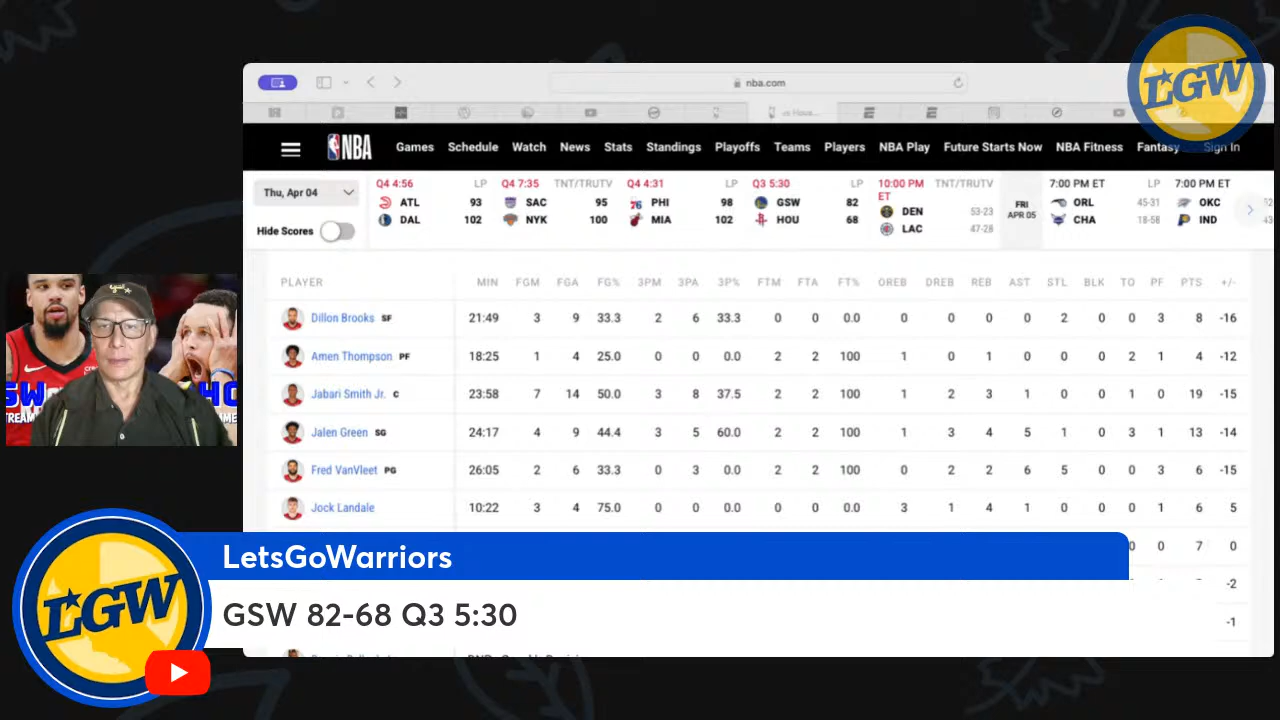 LGW
nba.com
NBA Games Schedule Watch News Stats Standings Playoffs Teams Players NBA Play Future Starts Now NBA Fitness Fantasy Sign In
Thu, Apr 04
Hide Scores
Q4 4:56 LP
ATL 93
DAL 102
Q4 7:35 TNT/TRUTV
SAC 95
NYK 100
Q4 4:31 LP
PHI 98
MIA 102
Q3 5:30 LP
GSW 82
HOU 68
10:00 PM ET TNT/TRUTV
DEN 53-23
LAC 47-28
FRI
APR 05
7:00 PM ET LP
ORL 45-31
CHA 18-58
7:00 PM ET
OKC
IND
PLAYER MIN FGM FGA FG% 3PM 3PA 3P% FTM FTA FT% OREB DREB REB AST STL BLK TO PF PTS +/-
Dillon Brooks SF 21:49 3 9 33.3 2 6 33.3 0 0 0.0 0 0 0 0 2 0 0 3 8 -16
Amen Thompson PF 18:25 1 4 25.0 0 0 0.0 2 2 100 1 0 1 0 0 0 2 1 4 -12
Jabari Smith Jr. C 23:58 7 14 50.0 3 8 37.5 2 2 100 1 2 3 1 0 0 1 0 19 -15
Jalen Green SG 24:17 4 9 44.4 3 5 60.0 2 2 100 1 3 4 5 1 0 3 1 13 -14
Fred VanVleet PG 26:05 2 6 33.3 0 3 0.0 2 2 100 0 2 2 6 5 0 0 3 6 -15
Jock Landale 10:22 3 4 75.0 0 0 0.0 0 0 0.0 3 1 4 1 0 0 0 1 6 5
0 0 7 0
-2
-1
LetsGoWarriors
GSW 82-68 Q3 5:30
LGW